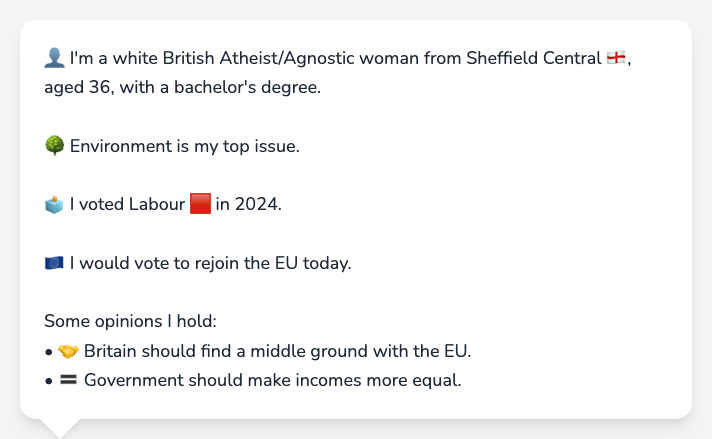 👤 I'm a white British Atheist/Agnostic woman from Sheffield Central 🏴󠁧󠁢󠁥󠁮󠁧󠁿,
aged 36, with a bachelor's degree.
🌳 Environment is my top issue.
🗳️ I voted Labour 🟥 in 2024.
🇪🇺 I would vote to rejoin the EU today.
Some opinions I hold:
• 🤝 Britain should find a middle ground with the EU.
• 🟰 Government should make incomes more equal.